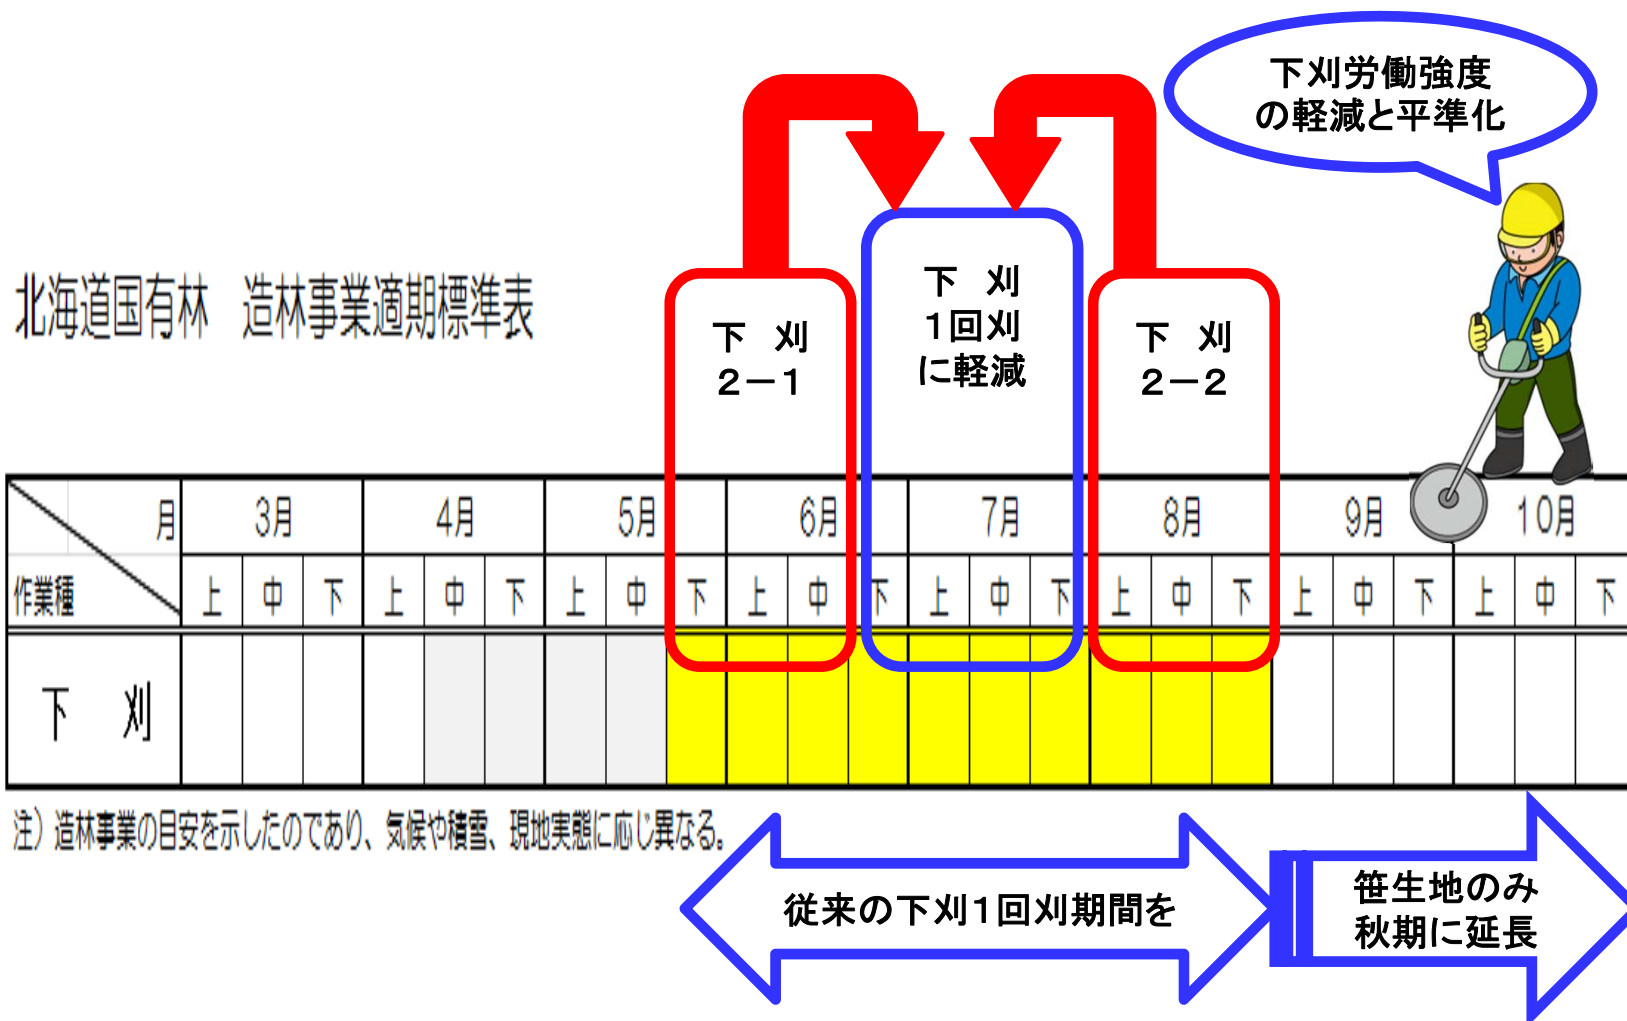 下刈労働強度
の軽減と平準化
北海道国有林　造林事業適期標準表
下　刈
２－１
下　刈
１回刈
に軽減
下　刈
２－２
月 3月 4月 5月 6月 7月 8月 9月 10月
作業種 上 中 下 上 中 下 上 中 下 上 中 下 上 中 下 上 中 下 上 中 下 上 中 下
下　刈
注）造林事業の目安を示したのであり、気候や積雪、現地実態に応じ異なる。
従来の下刈１回刈期間を
笹生地のみ
秋期に延長